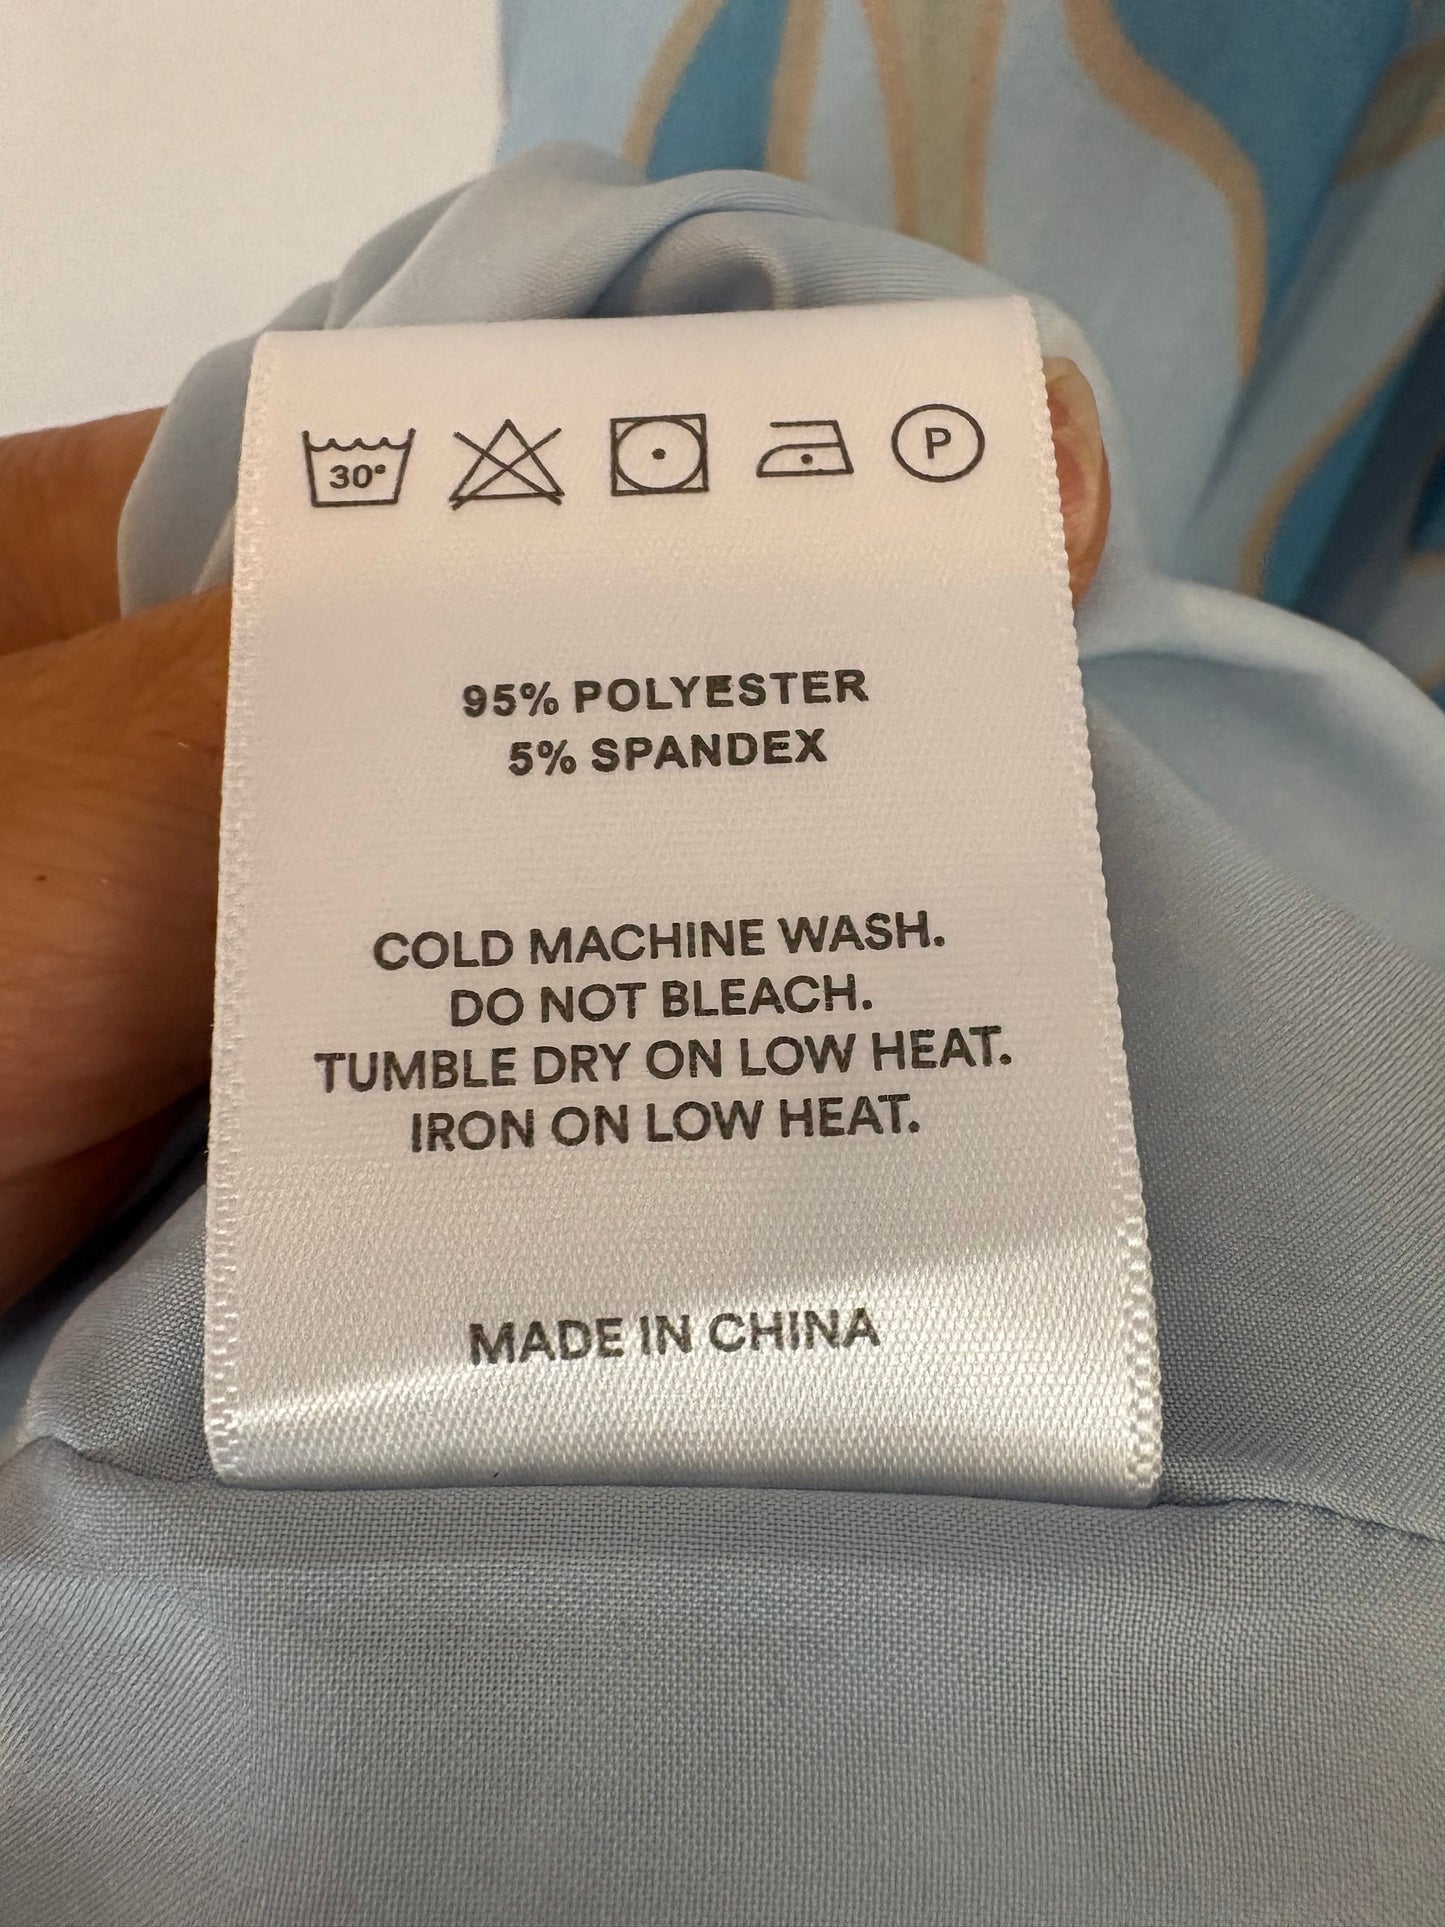 30°
P
95% POLYESTER
5% SPANDEX
COLD MACHINE WASH.
DO NOT BLEACH.
TUMBLE DRY ON LOW HEAT.
IRON ON LOW HEAT.
MADE IN CHINA